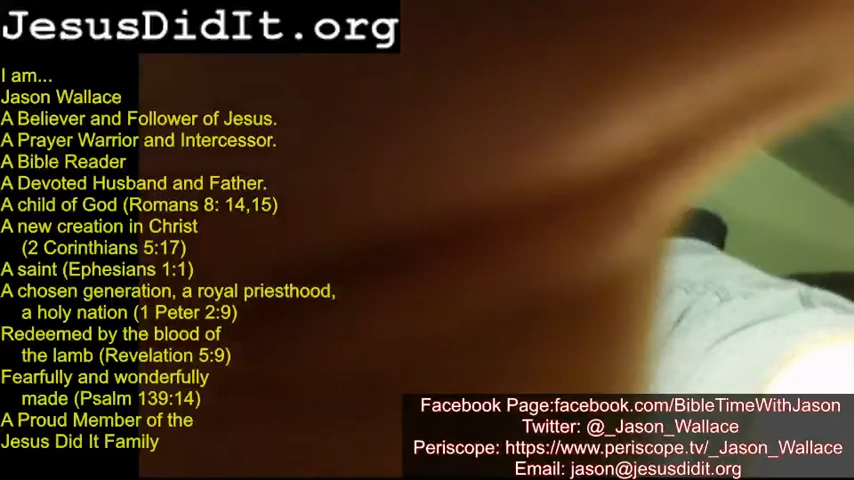 JesusDidIt.org
I am...
Jason Wallace
A Believer and Follower of Jesus.
A Prayer Warrior and Intercessor.
A Bible Reader
A Devoted Husband and Father.
A child of God (Romans 8: 14,15)
A new creation in Christ
(2 Corinthians 5:17)
A saint (Ephesians 1:1)
A chosen generation, a royal priesthood,
a holy nation (1 Peter 2:9)
Redeemed by the blood of
the lamb (Revelation 5:9)
Fearfully and wonderfully
made (Psalm 139:14)
A Proud Member of the
Jesus Did It Family
Facebook Page:facebook.com/BibleTimeWithJason
Twitter: @_Jason_Wallace
Periscope: https://www.periscope.tv/_Jason_Wallace
Email: jason@jesusdidit.org